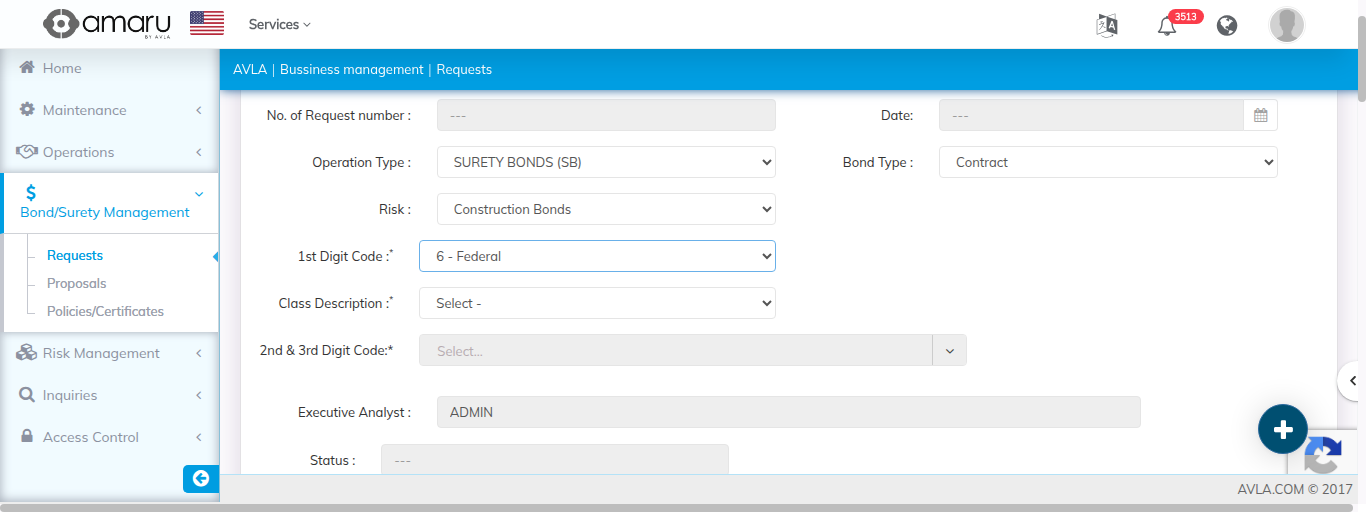 amaru
BY AVLA
Services
3513
Home
AVLA | Bussiness management | Requests
Maintenance
Operations
$
Bond/Surety Management
Requests
Proposals
Policies/Certificates
Risk Management
Inquiries
Access Control
No. of Request number :
---
Date:
---
Operation Type :
SURETY BONDS (SB)
Bond Type :
Contract
Risk :
Construction Bonds
1st Digit Code :*
6 - Federal
Class Description :*
Select -
2nd & 3rd Digit Code:*
Select...
Executive Analyst :
ADMIN
Status :
---
AVLA.COM © 2017